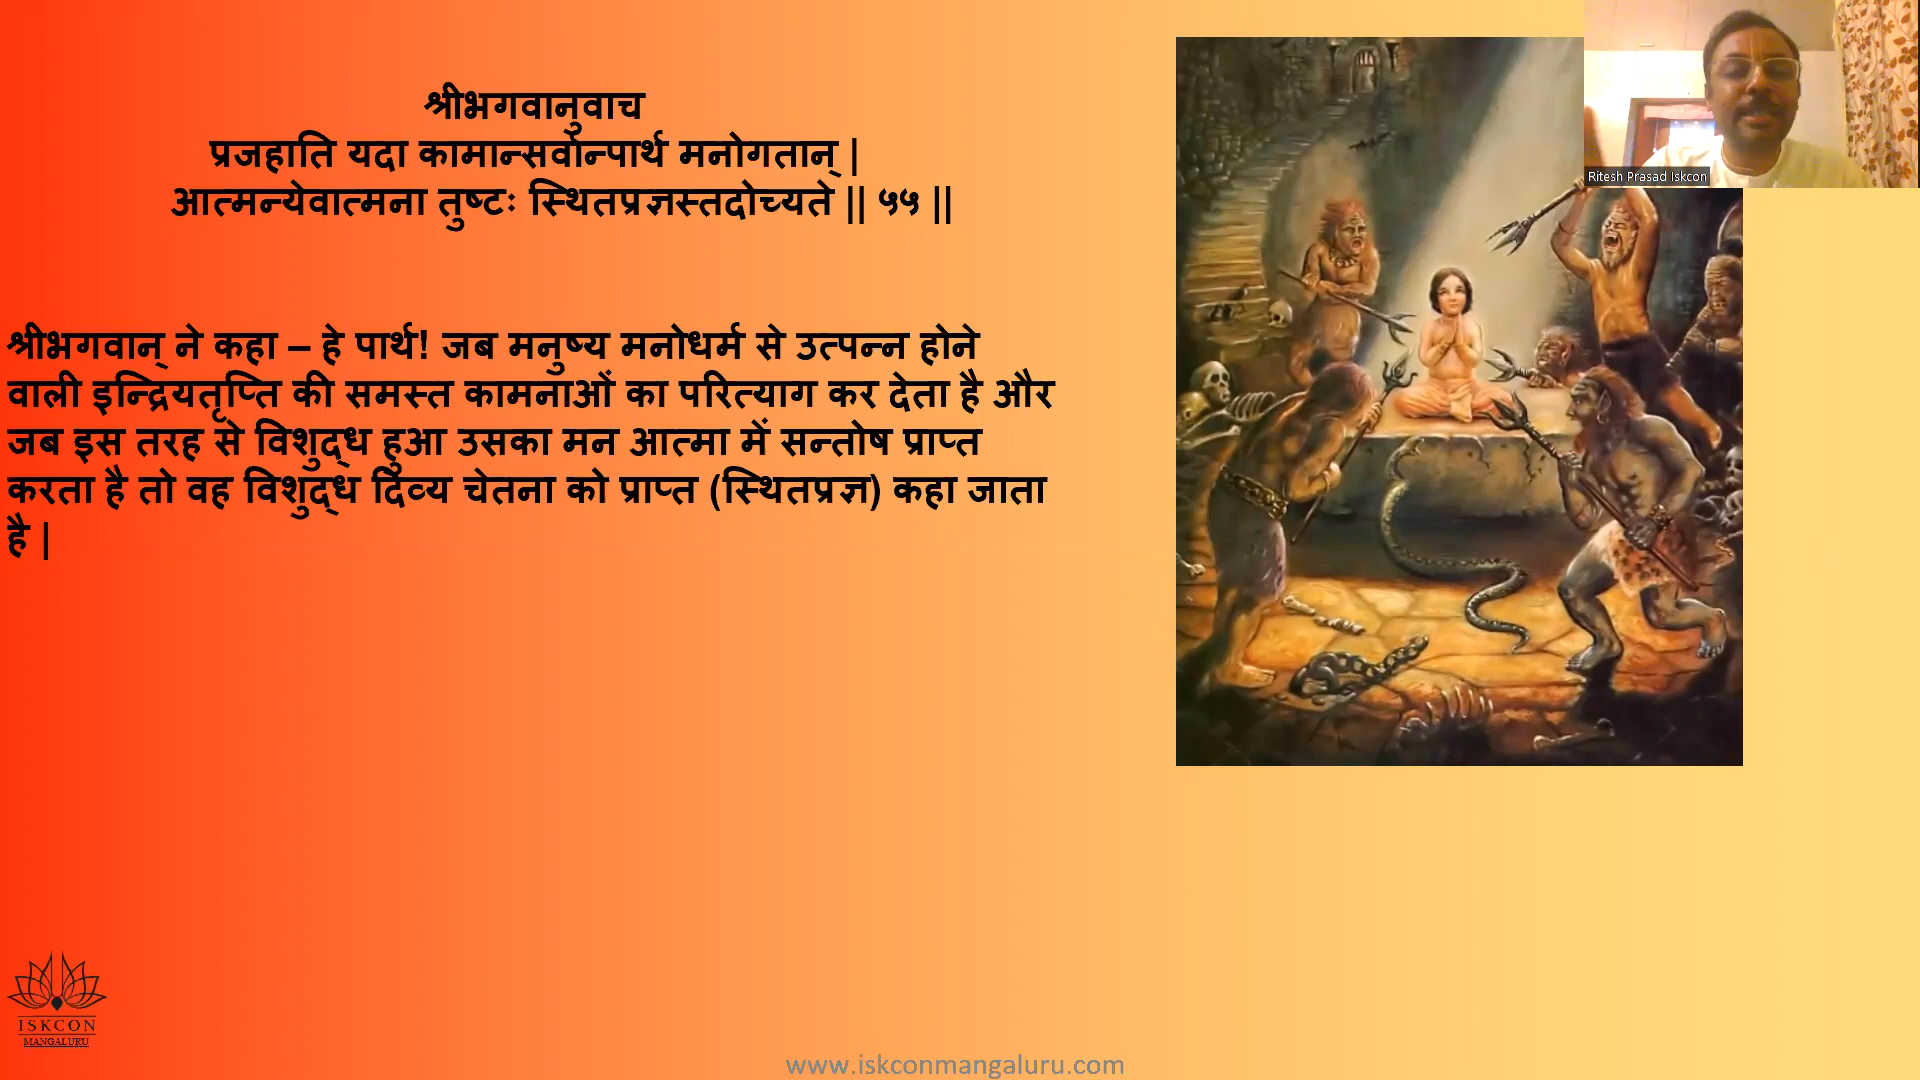 श्रीभगवानुवाच
प्रजहाति यदा कामान्सर्वान्पार्थ मनोगतान् |
आत्मन्येवात्मना तुष्टः स्थितप्रज्ञस्तदोच्यते || ५५ ||
श्रीभगवान् ने कहा – हे पार्थ! जब मनुष्य मनोधर्म से उत्पन्न होने
वाली इन्द्रियतृप्ति की समस्त कामनाओं का परित्याग कर देता है और
जब इस तरह से विशुद्ध हुआ उसका मन आत्मा में सन्तोष प्राप्त
करता है तो वह विशुद्ध दिव्य चेतना को प्राप्त (स्थितप्रज्ञ) कहा जाता
है |
Ritesh Prasad Iskcon
ISKCON
MANGALURU
www.iskconmangaluru.com